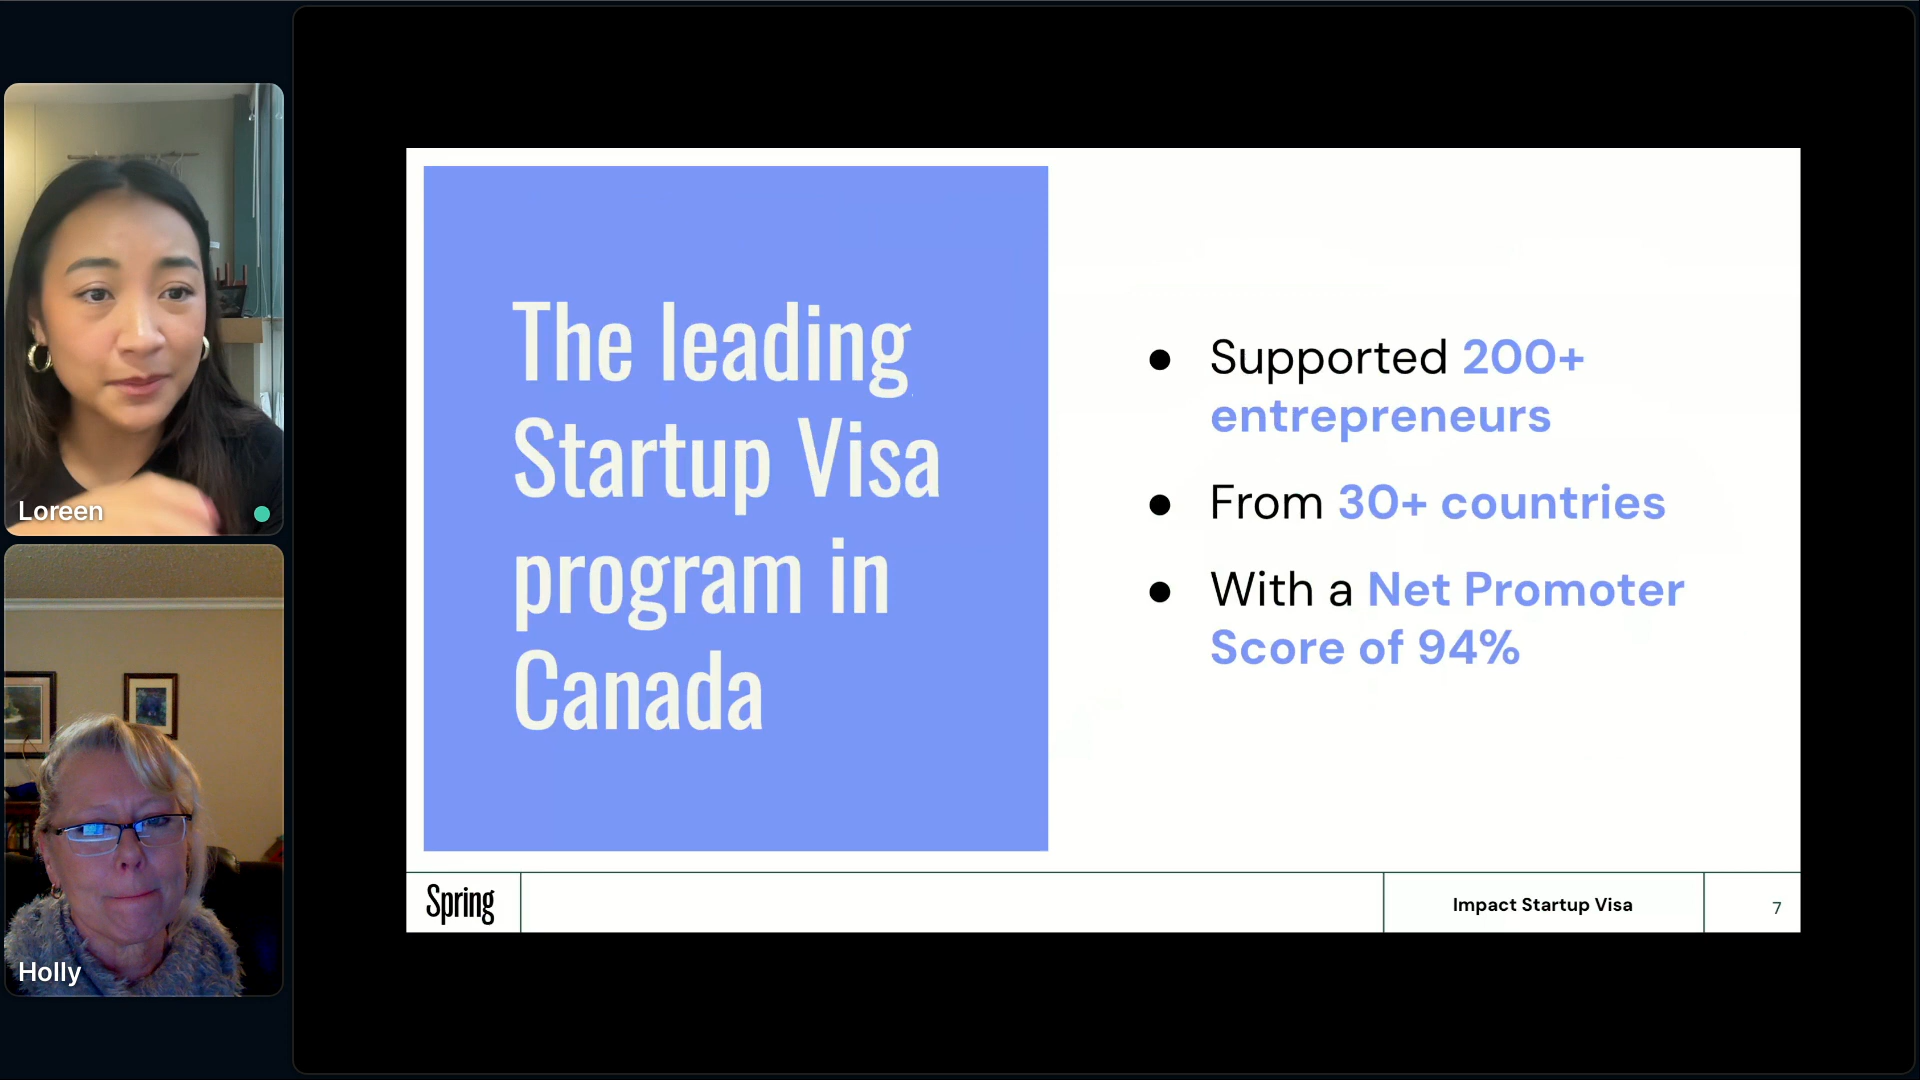 Loreen
Holly
The leading
Startup Visa
program in
Canada
● Supported 200+
entrepreneurs
● From 30+ countries
● With a Net Promoter
Score of 94%
Spring
Impact Startup Visa
7